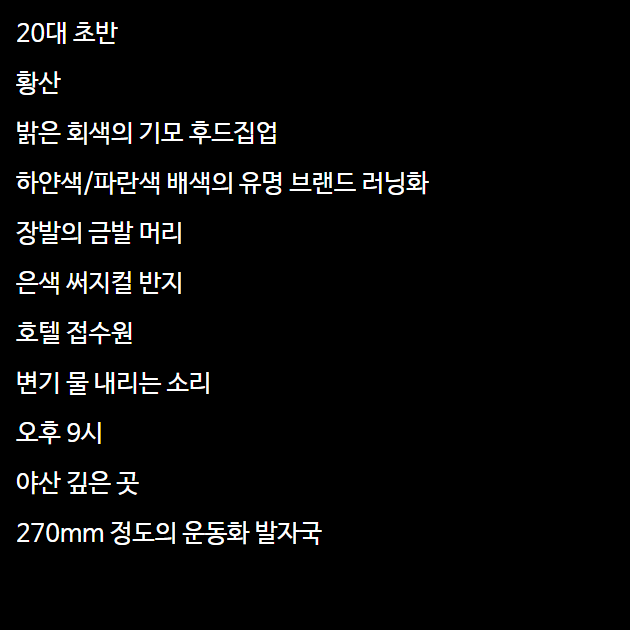 20대 초반
황산
밝은 회색의 기모 후드집업
하얀색/파란색 배색의 유명 브랜드 러닝화
장발의 금발 머리
은색 써지컬 반지
호텔 접수원
변기 물 내리는 소리
오후 9시
야산 깊은 곳
270mm 정도의 운동화 발자국